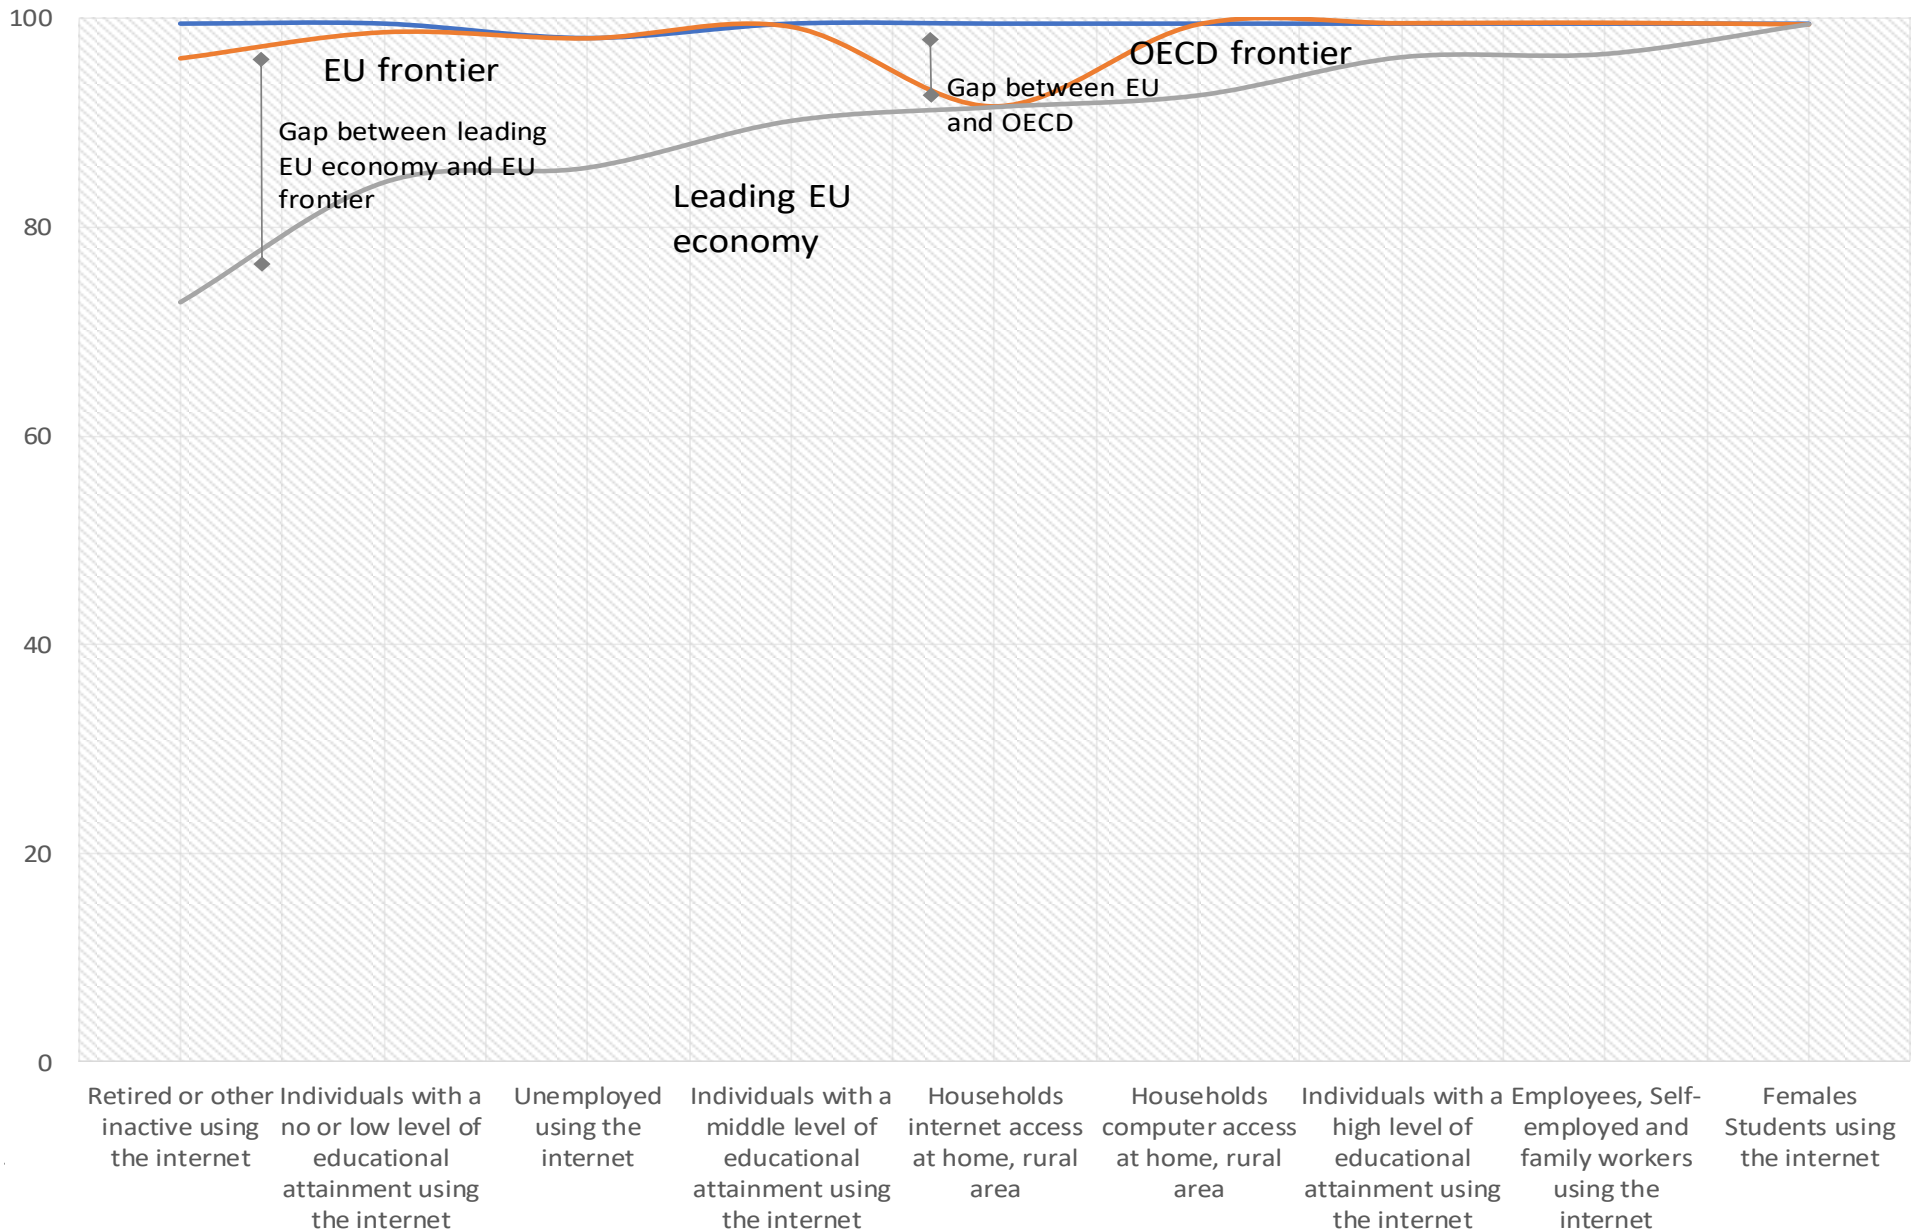 100
80
60
40
20
0
EU frontier
OECD frontier
Gap between EU
and OECD
Gap between leading
EU economy and EU
frontier
Leading EU
economy
Retired or other
inactive using
the internet
Individuals with a
no or low level of
educational
attainment using
the internet
Unemployed
using the
internet
Individuals with a
middle level of
educational
attainment using
the internet
Households
internet access
at home, rural
area
Households
computer access
at home, rural
area
Individuals with a
high level of
educational
attainment using
the internet
Employees, Self-
employed and
family workers
using the
internet
Females
Students using
the internet